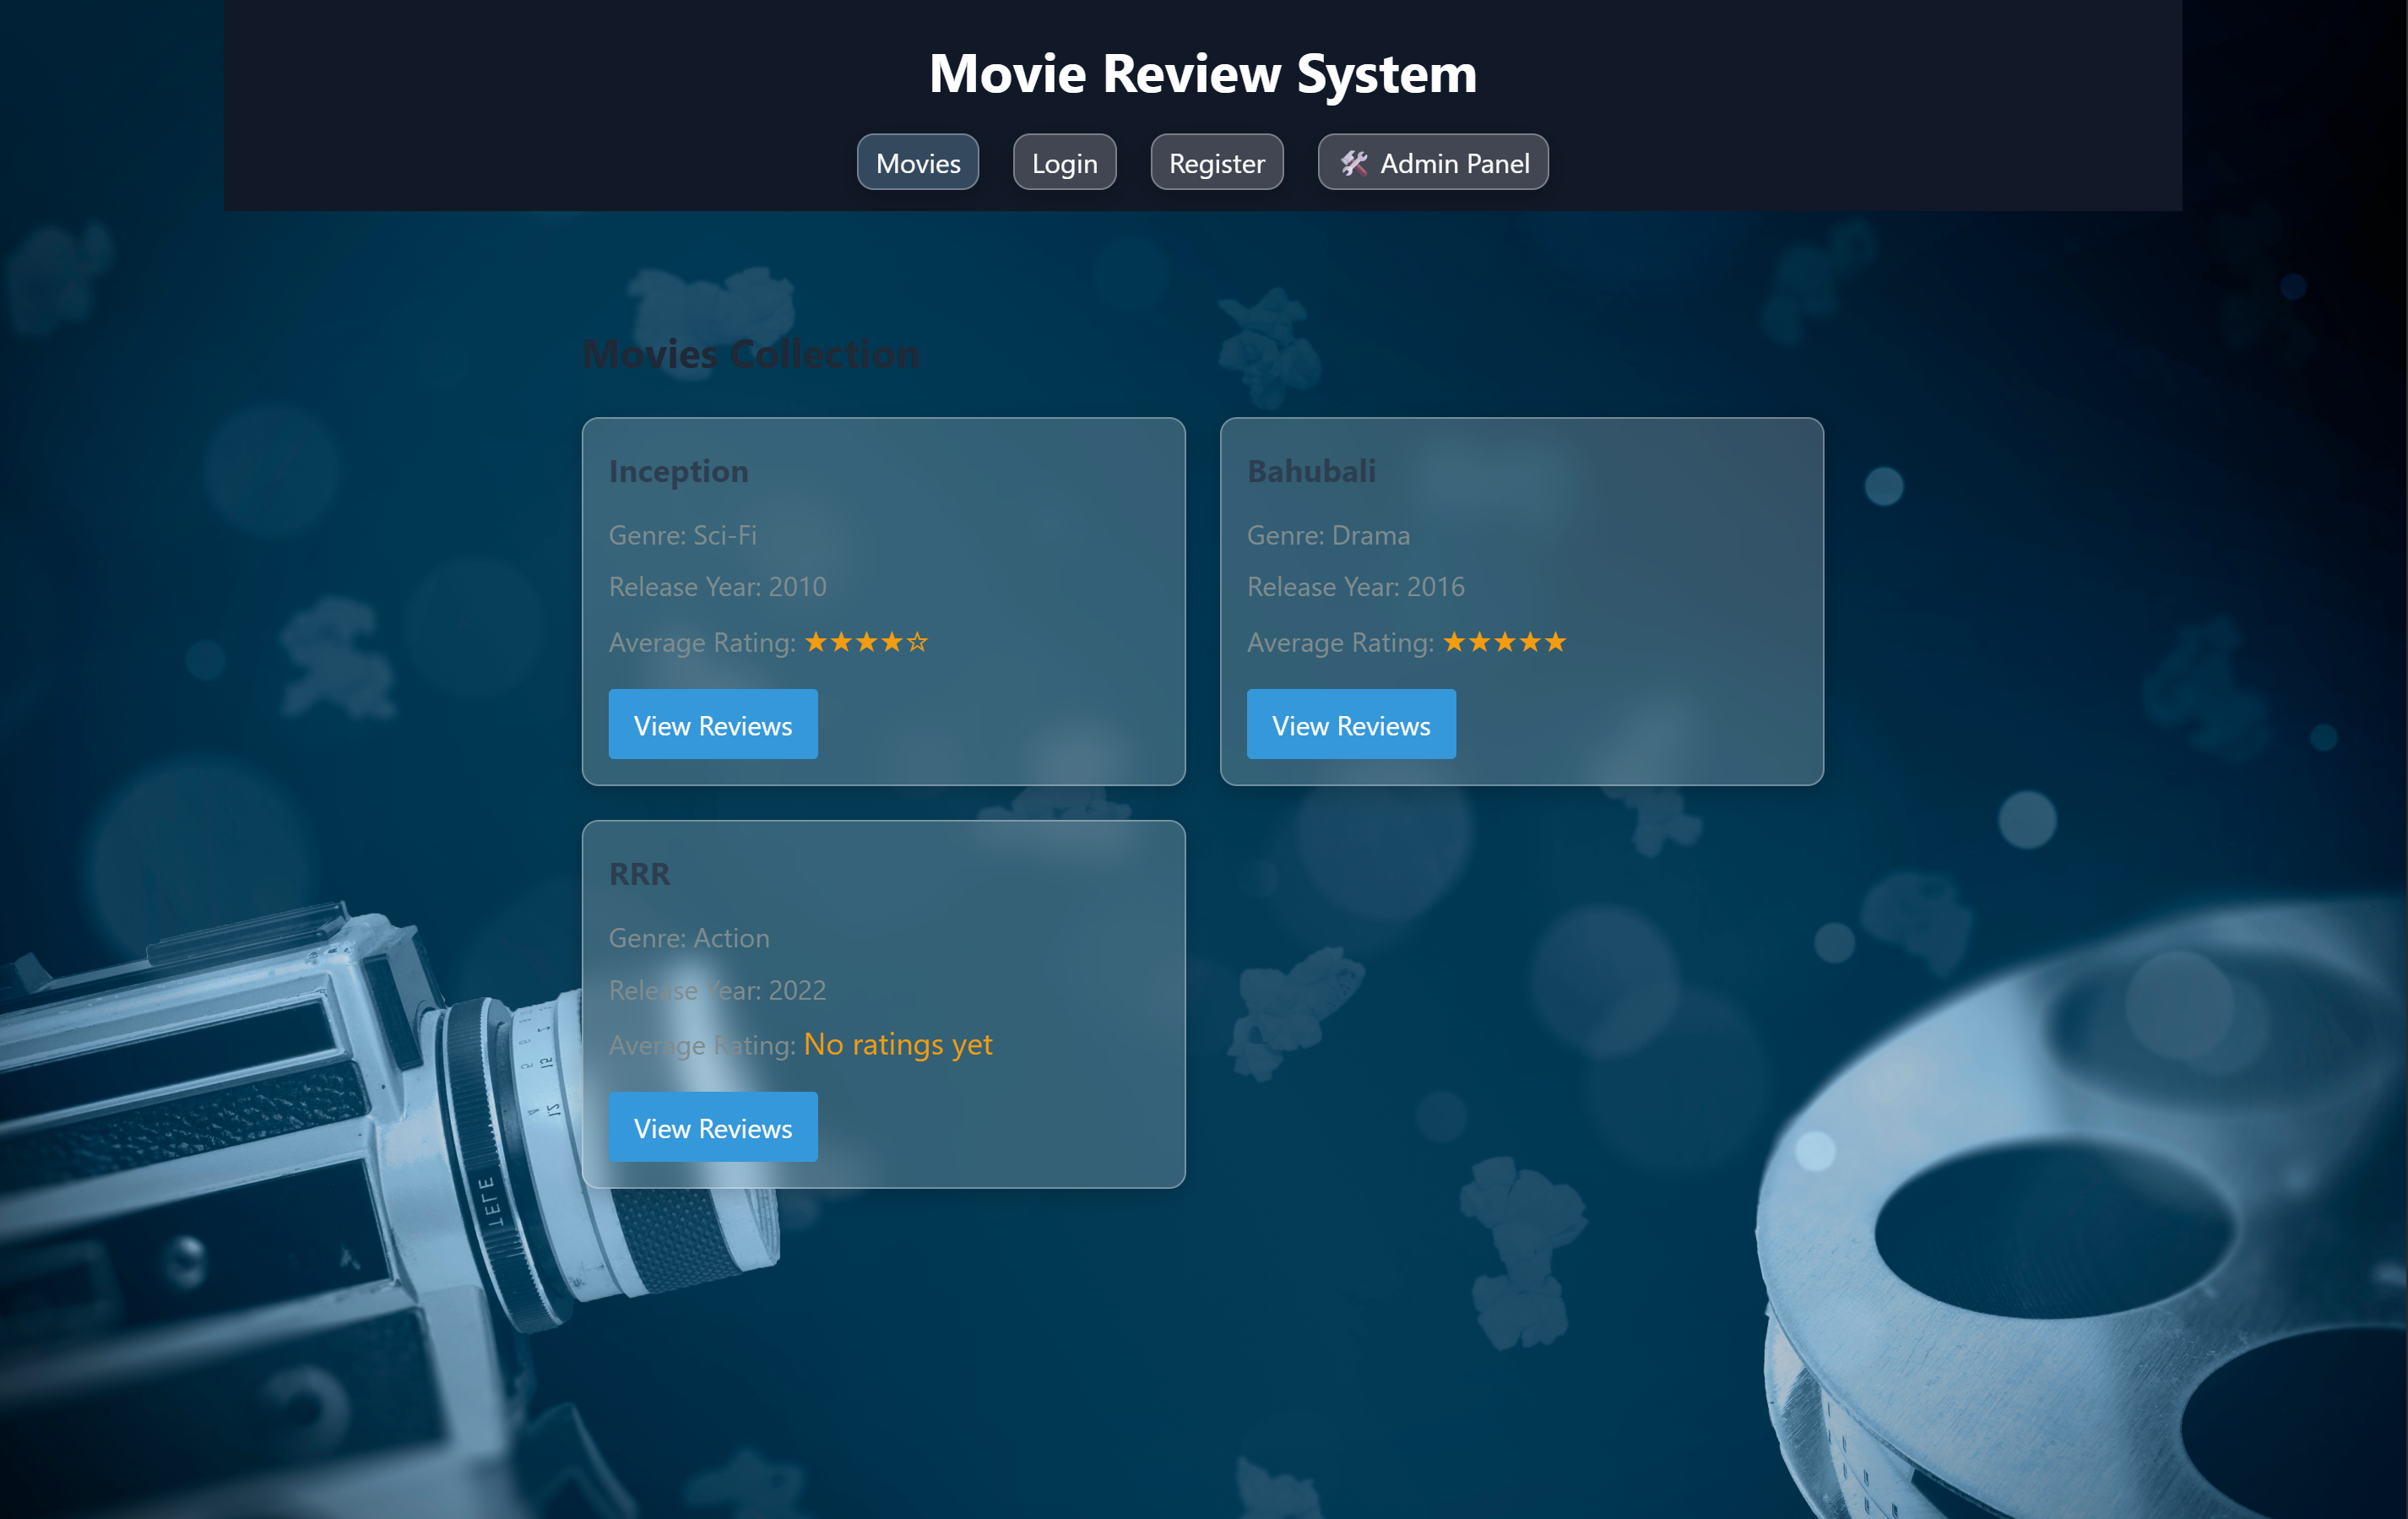 Movie Review System
Movies
Login
Register
🛠 Admin Panel
Movies Collection
Inception
Genre: Sci-Fi
Release Year: 2010
Average Rating: ★★★★☆
View Reviews
Bahubali
Genre: Drama
Release Year: 2016
Average Rating: ★★★★★
View Reviews
RRR
Genre: Action
Release Year: 2022
Average Rating: No ratings yet
View Reviews
TELE